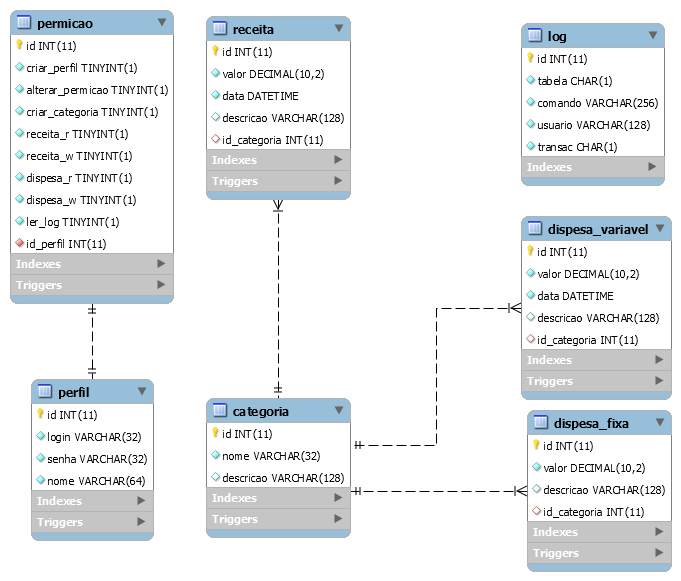 permicao
id INT(11)
criar_perfil TINYINT(1)
alterar_permicao TINYINT(1)
criar_categoria TINYINT(1)
receita_r TINYINT(1)
receita_w TINYINT(1)
dispesa_r TINYINT(1)
dispesa_w TINYINT(1)
ler_log TINYINT(1)
id_perfil INT(11)
Indexes
Triggers
receita
id INT(11)
valor DECIMAL(10,2)
data DATETIME
descricao VARCHAR(128)
id_categoria INT(11)
Indexes
Triggers
log
id INT(11)
tabela CHAR(1)
comando VARCHAR(256)
usuario VARCHAR(128)
transac CHAR(1)
Indexes
dispesa_variavel
id INT(11)
valor DECIMAL(10,2)
data DATETIME
descricao VARCHAR(128)
id_categoria INT(11)
Indexes
Triggers
perfil
id INT(11)
login VARCHAR(32)
senha VARCHAR(32)
nome VARCHAR(64)
Indexes
Triggers
categoria
id INT(11)
nome VARCHAR(32)
descricao VARCHAR(128)
Indexes
Triggers
dispesa_fixa
id INT(11)
valor DECIMAL(10,2)
descricao VARCHAR(128)
id_categoria INT(11)
Indexes
Triggers